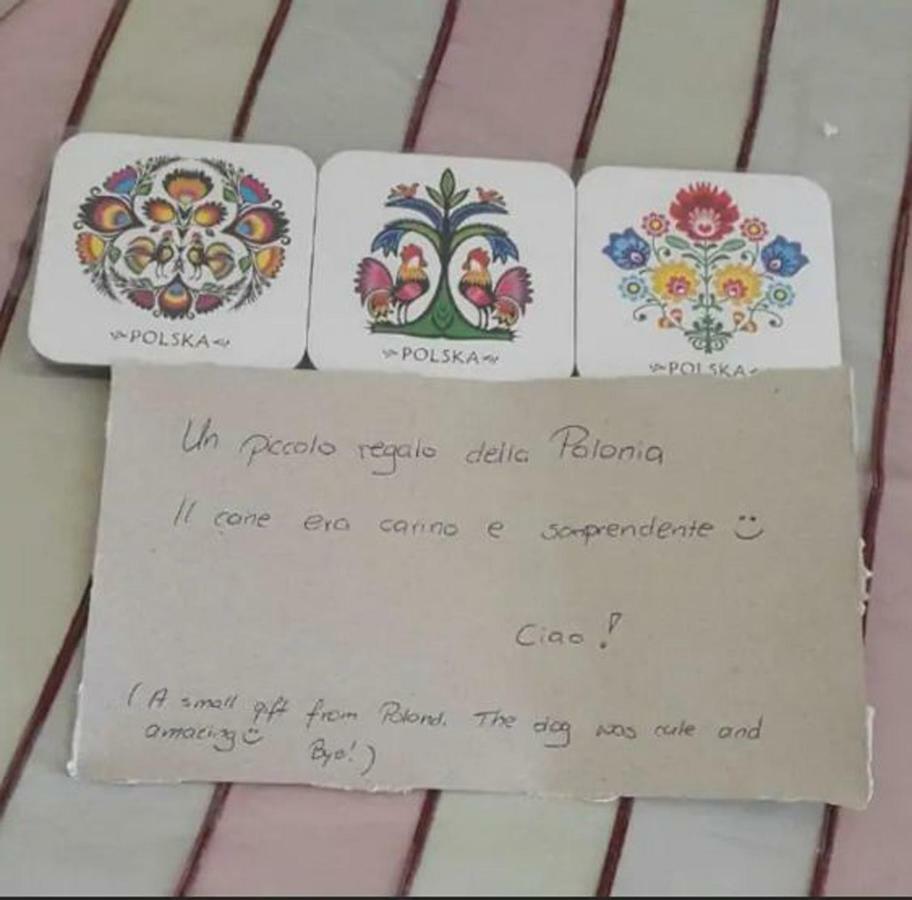 POLSKA
POLSKA
POLSKA
Un piccolo regalo della Polonia
Il cane era carino e sorprendente
Ciao!
(A small gift from Poland. The dog was cute and
amazing
Bye!)